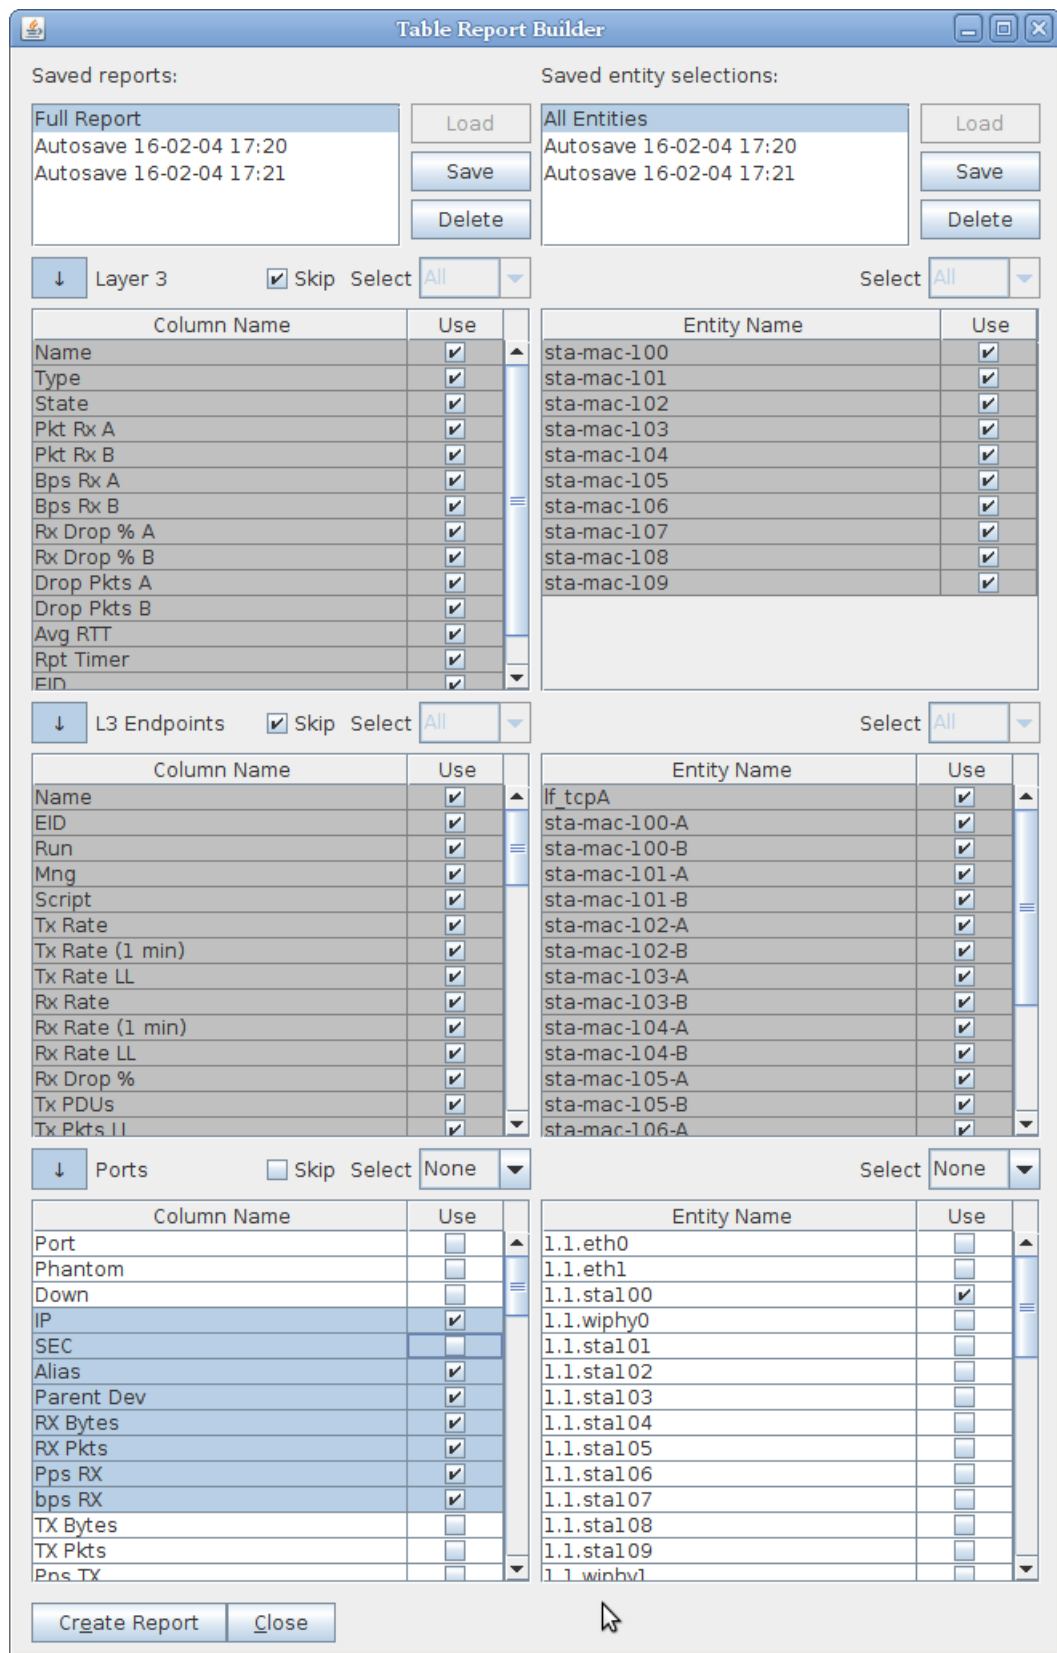 Table Report Builder
Saved reports: Saved entity selections:
Full Report Load All Entities Load
Autosave 16-02-04 17:20 Autosave 16-02-04 17:20
Autosave 16-02-04 17:21 Save Autosave 16-02-04 17:21 Save
Delete Delete
↓ Layer 3 Skip Select All Select All
Column Name Use Entity Name Use
Name sta-mac-100
Type sta-mac-101
State sta-mac-102
Pkt Rx A sta-mac-103
Pkt Rx B sta-mac-104
Bps Rx A sta-mac-105
Bps Rx B sta-mac-106
Rx Drop % A sta-mac-107
Rx Drop % B sta-mac-108
Drop Pkts A sta-mac-109
Drop Pkts B
Avg RTT
Rpt Timer
EID
↓ L3 Endpoints Skip Select All Select All
Column Name Use Entity Name Use
Name lf_tcpA
EID sta-mac-100-A
Run sta-mac-100-B
Mng sta-mac-101-A
Script sta-mac-101-B
Tx Rate sta-mac-102-A
Tx Rate (1 min) sta-mac-102-B
Tx Rate LL sta-mac-103-A
Rx Rate sta-mac-103-B
Rx Rate (1 min) sta-mac-104-A
Rx Rate LL sta-mac-104-B
Rx Drop % sta-mac-105-A
Tx PDUs sta-mac-105-B
Tx Pkts LL sta-mac-106-A
↓ Ports Skip Select None Select None
Column Name Use Entity Name Use
Port 1.1.eth0
Phantom 1.1.eth1
Down 1.1.sta100
IP 1.1.wiphy0
SEC 1.1.sta101
Alias 1.1.sta102
Parent Dev 1.1.sta103
RX Bytes 1.1.sta104
RX Pkts 1.1.sta105
Pps RX 1.1.sta106
bps RX 1.1.sta107
TX Bytes 1.1.sta108
TX Pkts 1.1.sta109
Pps TX 1.1.wiphy1
Create Report Close